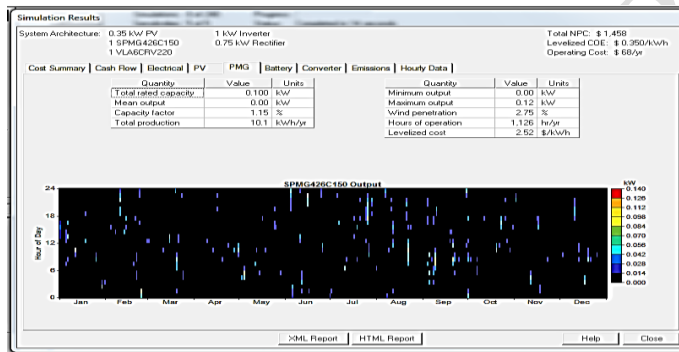 Simulation Results
System Architecture: 0.35 kW PV 1 kW Inverter Total NPC: $ 1,458
1 SPMG426C150 0.75 kW Rectifier Levelized COE: $ 0.350/kWh
1 VLA6CRV220 Operating Cost: $ 68/yr
Cost Summary Cash Flow Electrical PV PMG Battery Converter Emissions Hourly Data
Quantity Value Units Quantity Value Units
Total rated capacity 0.100 kW Minimum output 0.00 kW
Mean output 0.00 kW Maximum output 0.12 kW
Capacity factor 1.15 % Wind penetration 2.75 %
Total production 10.1 kWh/yr Hours of operation 1,126 hr/yr
Levelized cost 2.52 $/kWh
SPMG426C150 Output
kW
24
18
12
6
0
Hour of Day
Jan Feb Mar Apr May Jun Jul Aug Sep Oct Nov Dec
0.140
0.126
0.112
0.098
0.084
0.070
0.056
0.042
0.028
0.014
0.000
XML Report HTML Report Help Close